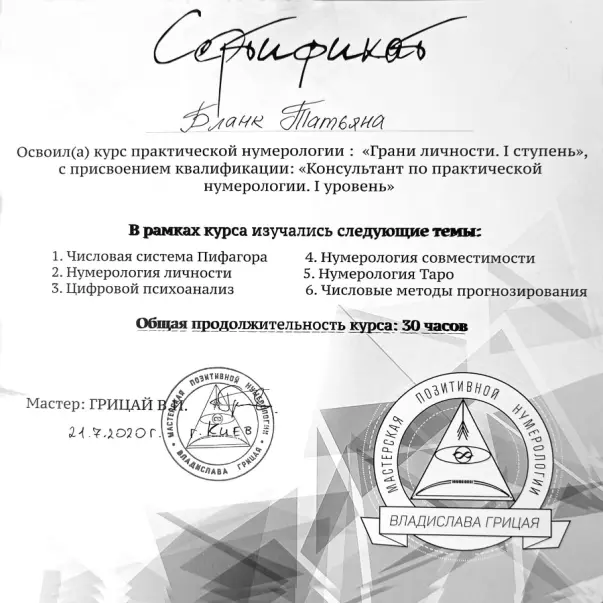 Сертификат
Бланк Татьяна
Освоил(а) курс практической нумерологии : «Грани личности. I ступень»,
с присвоением квалификации: «Консультант по практической
нумерологии. I уровень»
В рамках курса изучались следующие темы:
1. Числовая система Пифагора
2. Нумерология личности
3. Цифровой психоанализ
4. Нумерология совместимости
5. Нумерология Таро
6. Числовые методы прогнозирования
Общая продолжительность курса: 30 часов
Мастер: ГРИЦАЙ В.
21.7.2020г. г. Киев
МАСТЕРСКАЯ ПОЗИТИВНОЙ НУМЕРОЛОГИИ
ВЛАДИСЛАВА ГРИЦАЯ
МАСТЕРСКАЯ ПОЗИТИВНОЙ НУМЕРОЛОГИИ
ВЛАДИСЛАВА ГРИЦАЯ